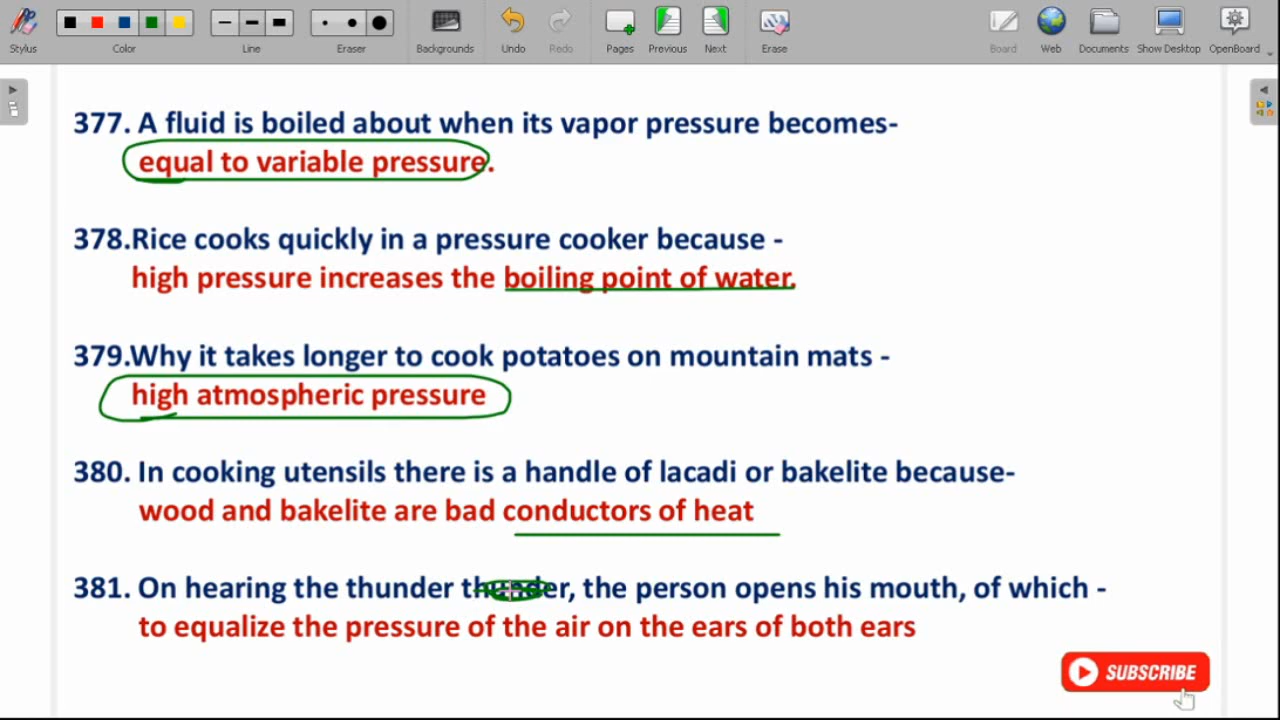 Stylus
Color
Line
Eraser
Backgrounds
Undo
Redo
Pages
Previous
Next
Erase
Board
Web
Documents
Show Desktop
OpenBoard
377. A fluid is boiled about when its vapor pressure becomes-
equal to variable pressure.
378.Rice cooks quickly in a pressure cooker because -
high pressure increases the boiling point of water.
379.Why it takes longer to cook potatoes on mountain mats -
high atmospheric pressure
380. In cooking utensils there is a handle of lacadi or bakelite because-
wood and bakelite are bad conductors of heat
381. On hearing the thunder thunder, the person opens his mouth, of which -
to equalize the pressure of the air on the ears of both ears
SUBSCRIBE